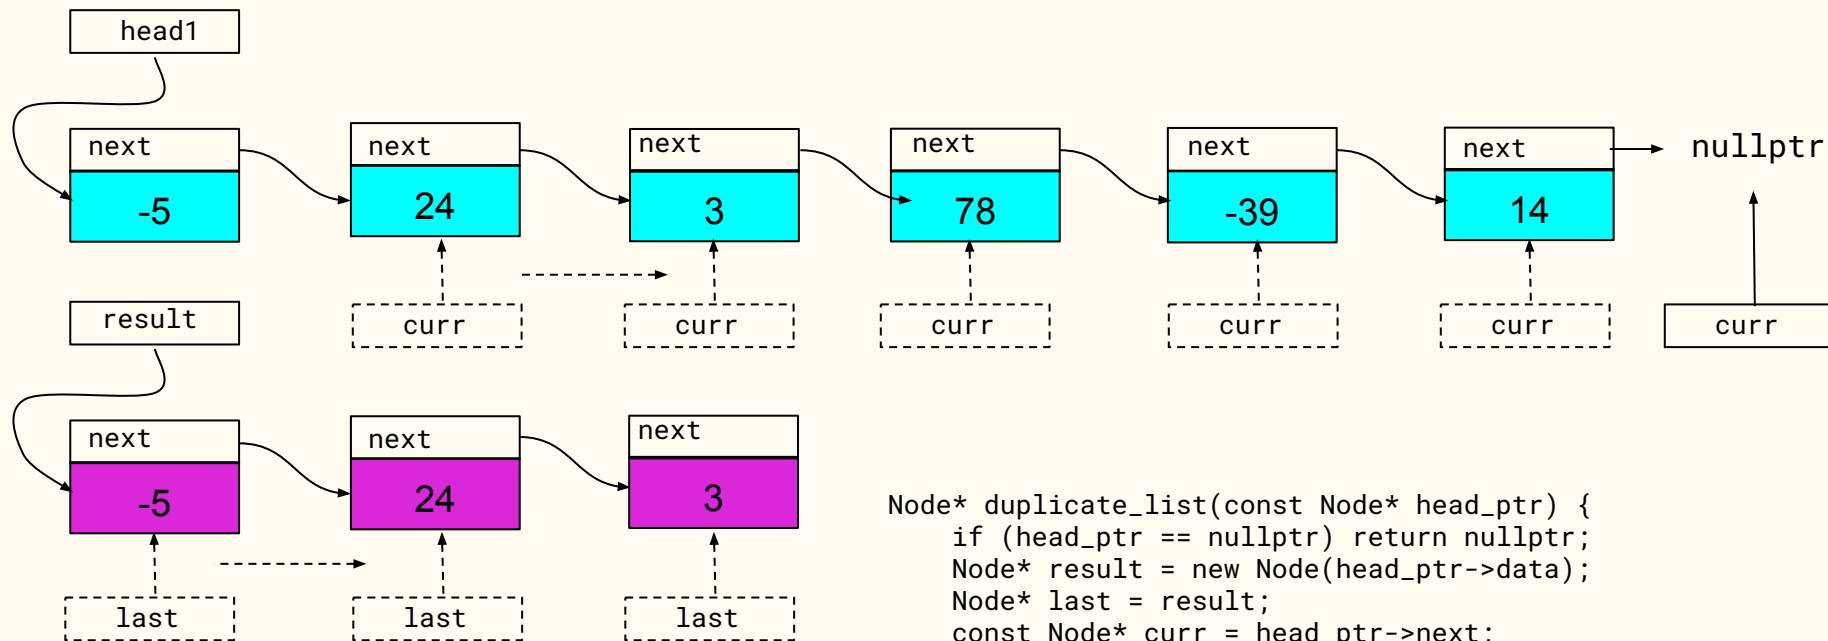 head1
next
next
next
next
next
next
nullptr
-5
24
3
78
-39
14
curr
curr
curr
curr
curr
curr
result
next
next
next
-5
24
3
last
last
last
Node* duplicate_list(const Node* head_ptr) {
if (head_ptr == nullptr) return nullptr;
Node* result = new Node(head_ptr->data);
Node* last = result;
const Node* curr = head_ptr->next;